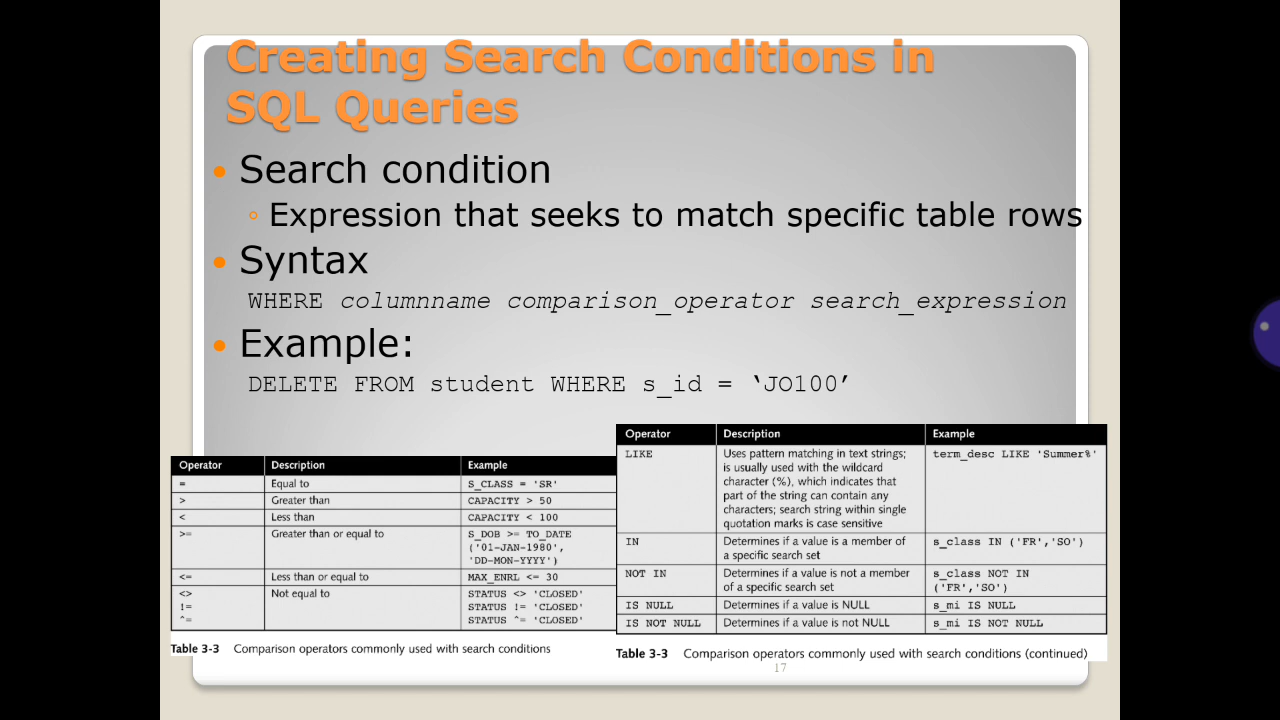 Creating Search Conditions in
SQL Queries
Search condition
Expression that seeks to match specific table rows
Syntax
WHERE columnname comparison_operator search_expression
Example:
DELETE FROM student WHERE s_id = ‘JO100’
Operator Description Example
= Equal to S_CLASS = 'SR'
> Greater than CAPACITY > 50
< Less than CAPACITY < 100
>= Greater than or equal to S_DOB >= TO_DATE
('01-JAN-1980',
'DD-MON-YYYY')
<= Less than or equal to MAX_ENRL <= 30
<> Not equal to STATUS <> 'CLOSED'
!= STATUS != 'CLOSED'
^= STATUS ^= 'CLOSED'
Table 3-3 Comparison operators commonly used with search conditions
Operator Description Example
LIKE Uses pattern matching in text strings; term_desc LIKE 'Summer%'
is usually used with the wildcard
character (%), which indicates that
part of the string can contain any
characters; search string within single
quotation marks is case sensitive
IN Determines if a value is a member of s_class IN ('FR','SO')
a specific search set
NOT IN Determines if a value is not a member s_class NOT IN
of a specific search set ('FR','SO')
IS NULL Determines if a value is NULL s_mi IS NULL
IS NOT NULL Determines if a value is not NULL s_mi IS NOT NULL
Table 3-3 Comparison operators commonly used with search conditions (continued)
17